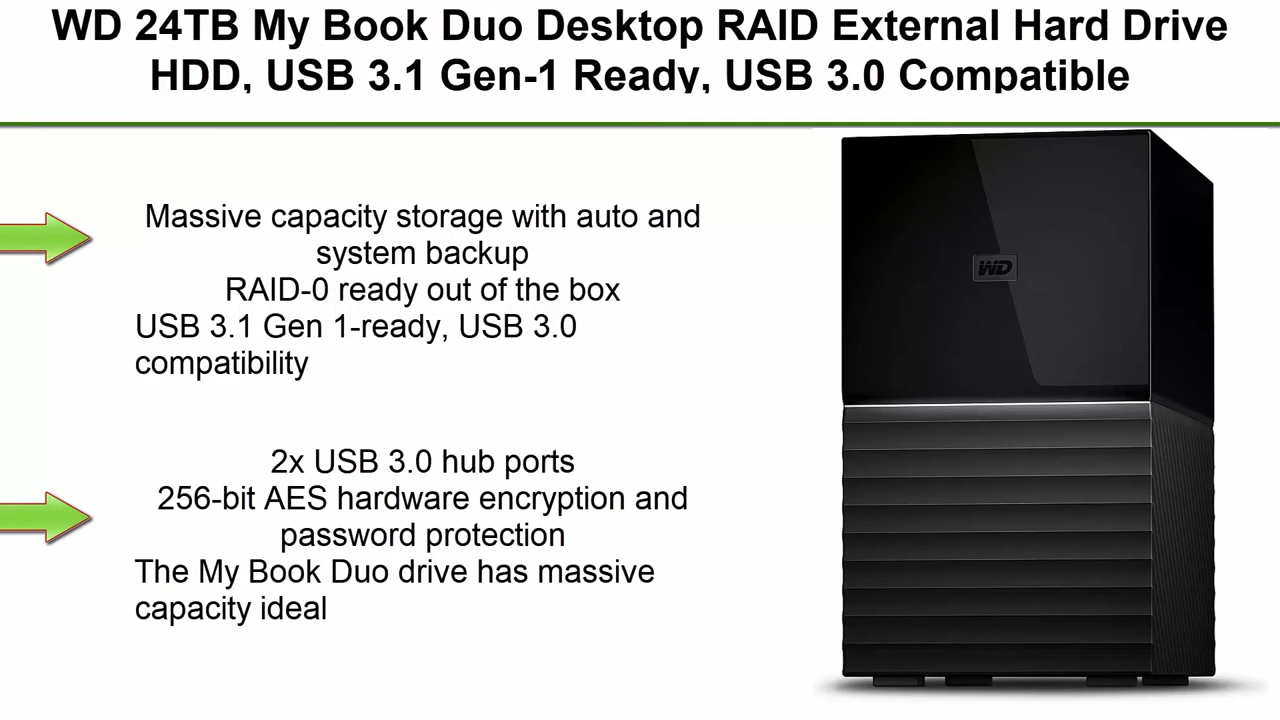 WD 24TB My Book Duo Desktop RAID External Hard Drive
HDD, USB 3.1 Gen-1 Ready, USB 3.0 Compatible
Massive capacity storage with auto and
system backup
RAID-0 ready out of the box
USB 3.1 Gen 1-ready, USB 3.0
compatibility
2x USB 3.0 hub ports
256-bit AES hardware encryption and
password protection
The My Book Duo drive has massive
capacity ideal
WD